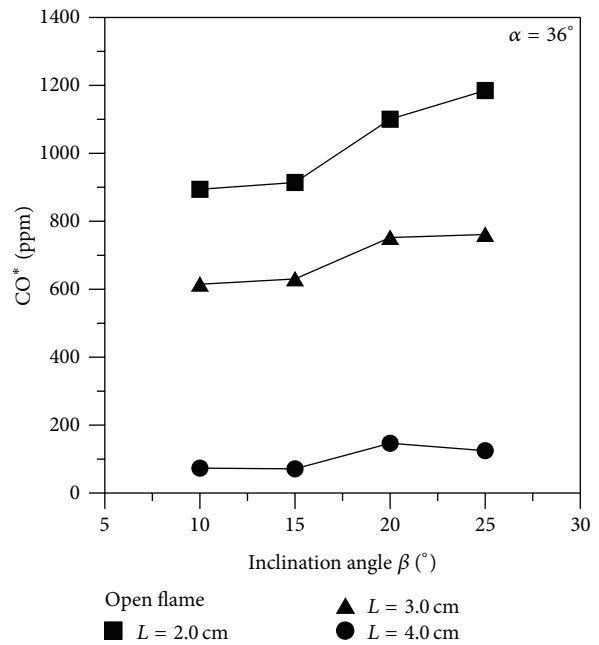 1400
α = 36°
1200
1000
800
600
400
200
0
CO* (ppm)
5 10 15 20 25 30
Inclination angle β (°)
Open flame
L = 2.0 cm
L = 3.0 cm
L = 4.0 cm